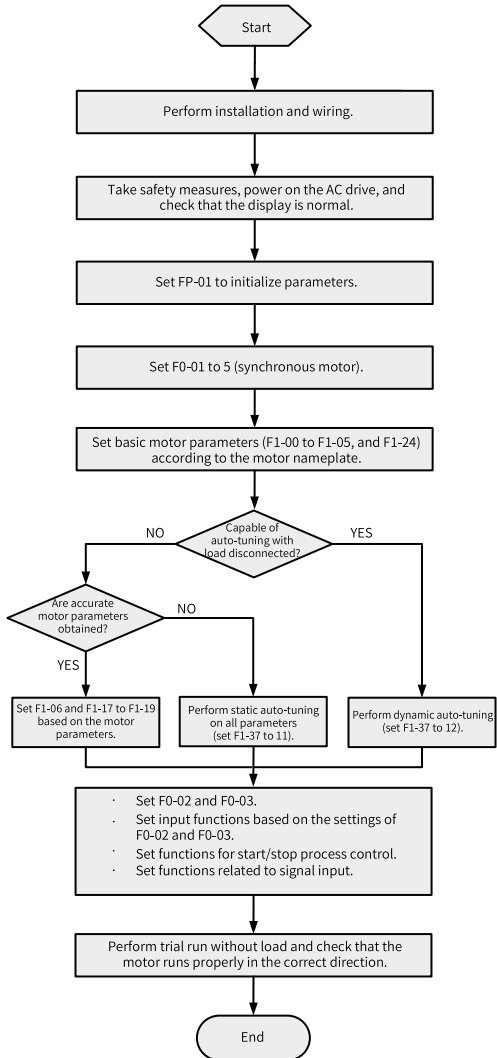 Start
Perform installation and wiring.
Take safety measures, power on the AC drive, and
check that the display is normal.
Set FP-01 to initialize parameters.
Set F0-01 to 5 (synchronous motor).
Set basic motor parameters (F1-00 to F1-05, and F1-24)
according to the motor nameplate.
Capable of
auto-tuning with
load disconnected?
NO
YES
Are accurate
motor parameters
obtained?
NO
YES
Set F1-06 and F1-17 to F1-19
based on the motor
parameters.
Perform static auto-tuning
on all parameters
(set F1-37 to 11).
Perform dynamic auto-tuning
(set F1-37 to 12).
· Set F0-02 and F0-03.
· Set input functions based on the settings of
F0-02 and F0-03.
· Set functions for start/stop process control.
· Set functions related to signal input.
Perform trial run without load and check that the
motor runs properly in the correct direction.
End